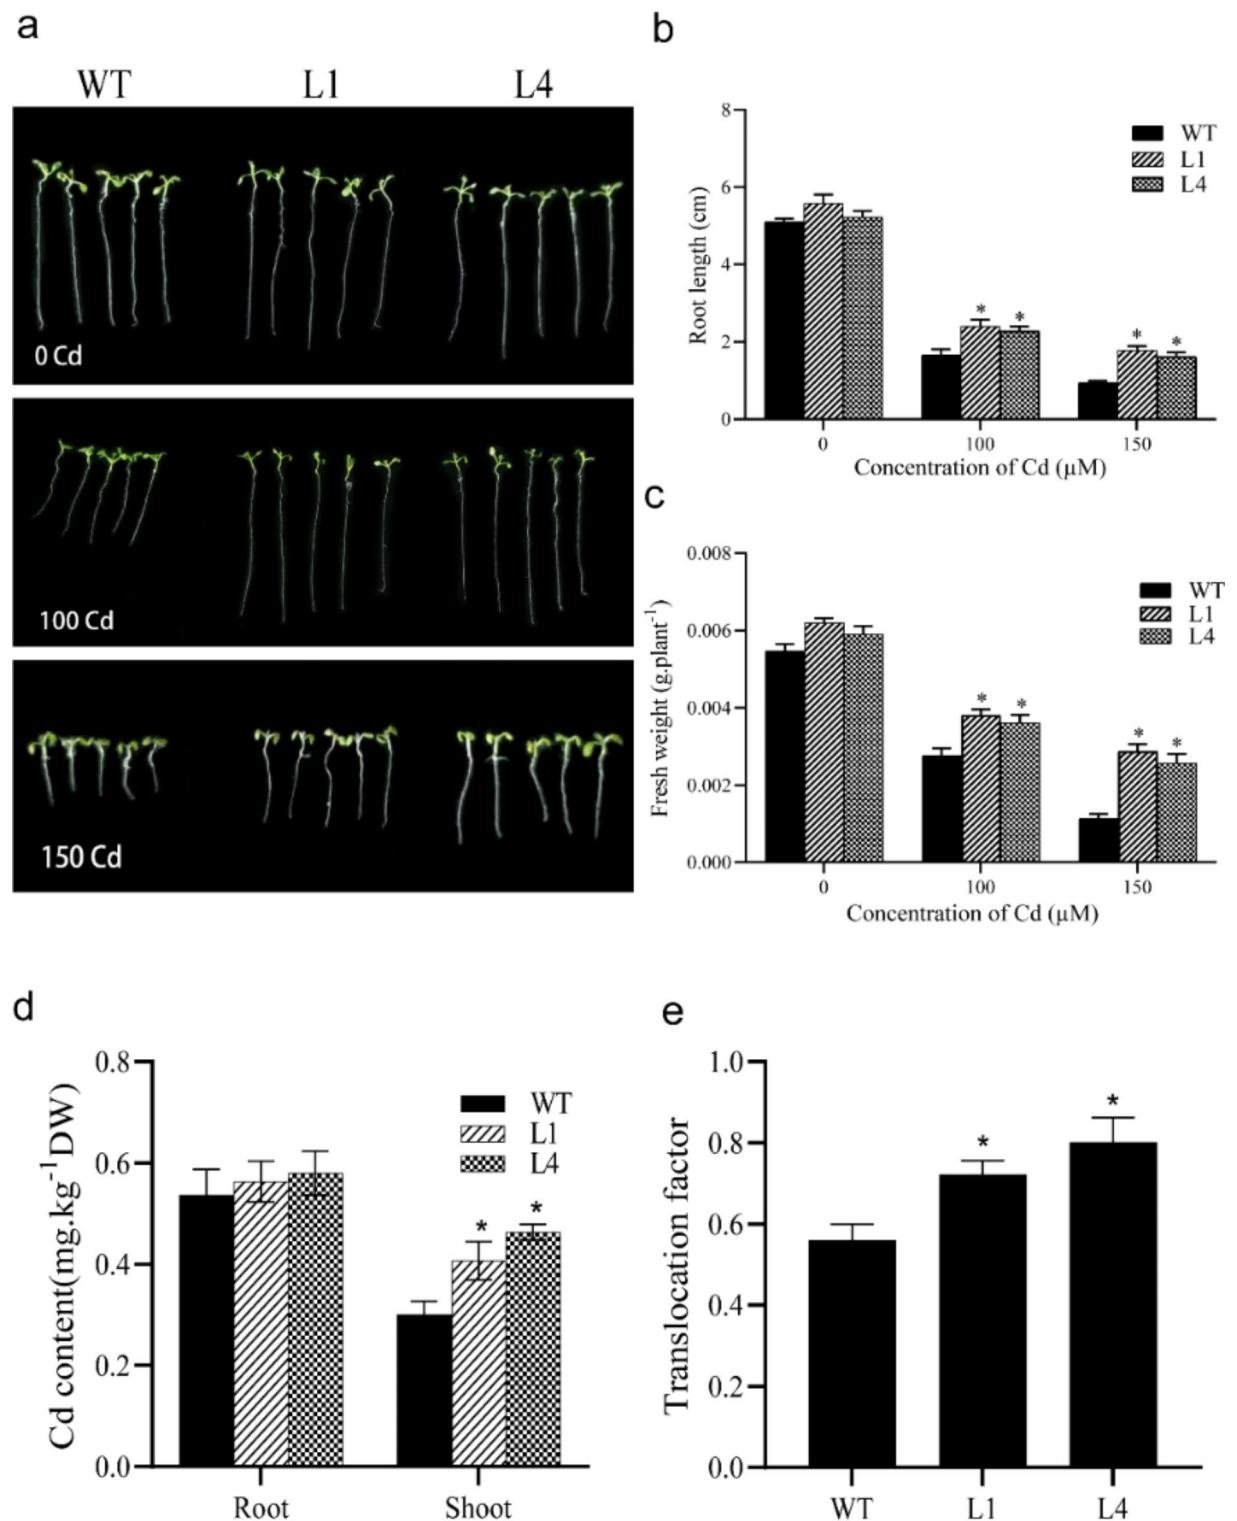 a
WT L1 L4
0 Cd
100 Cd
150 Cd
b
8
6
4
2
0
Root length (cm)
WT
L1
L4
* * * *
0 100 150
Concentration of Cd (µM)
c
0.008
0.006
0.004
0.002
0.000
Fresh weight (g.plant⁻¹)
WT
L1
L4
* * * *
0 100 150
Concentration of Cd (µM)
d
0.8
0.6
0.4
0.2
0.0
Cd content(mg.kg⁻¹DW)
WT
L1
L4
* *
Root Shoot
e
1.0
0.8
0.6
0.4
0.2
0.0
Translocation factor
* *
WT L1 L4